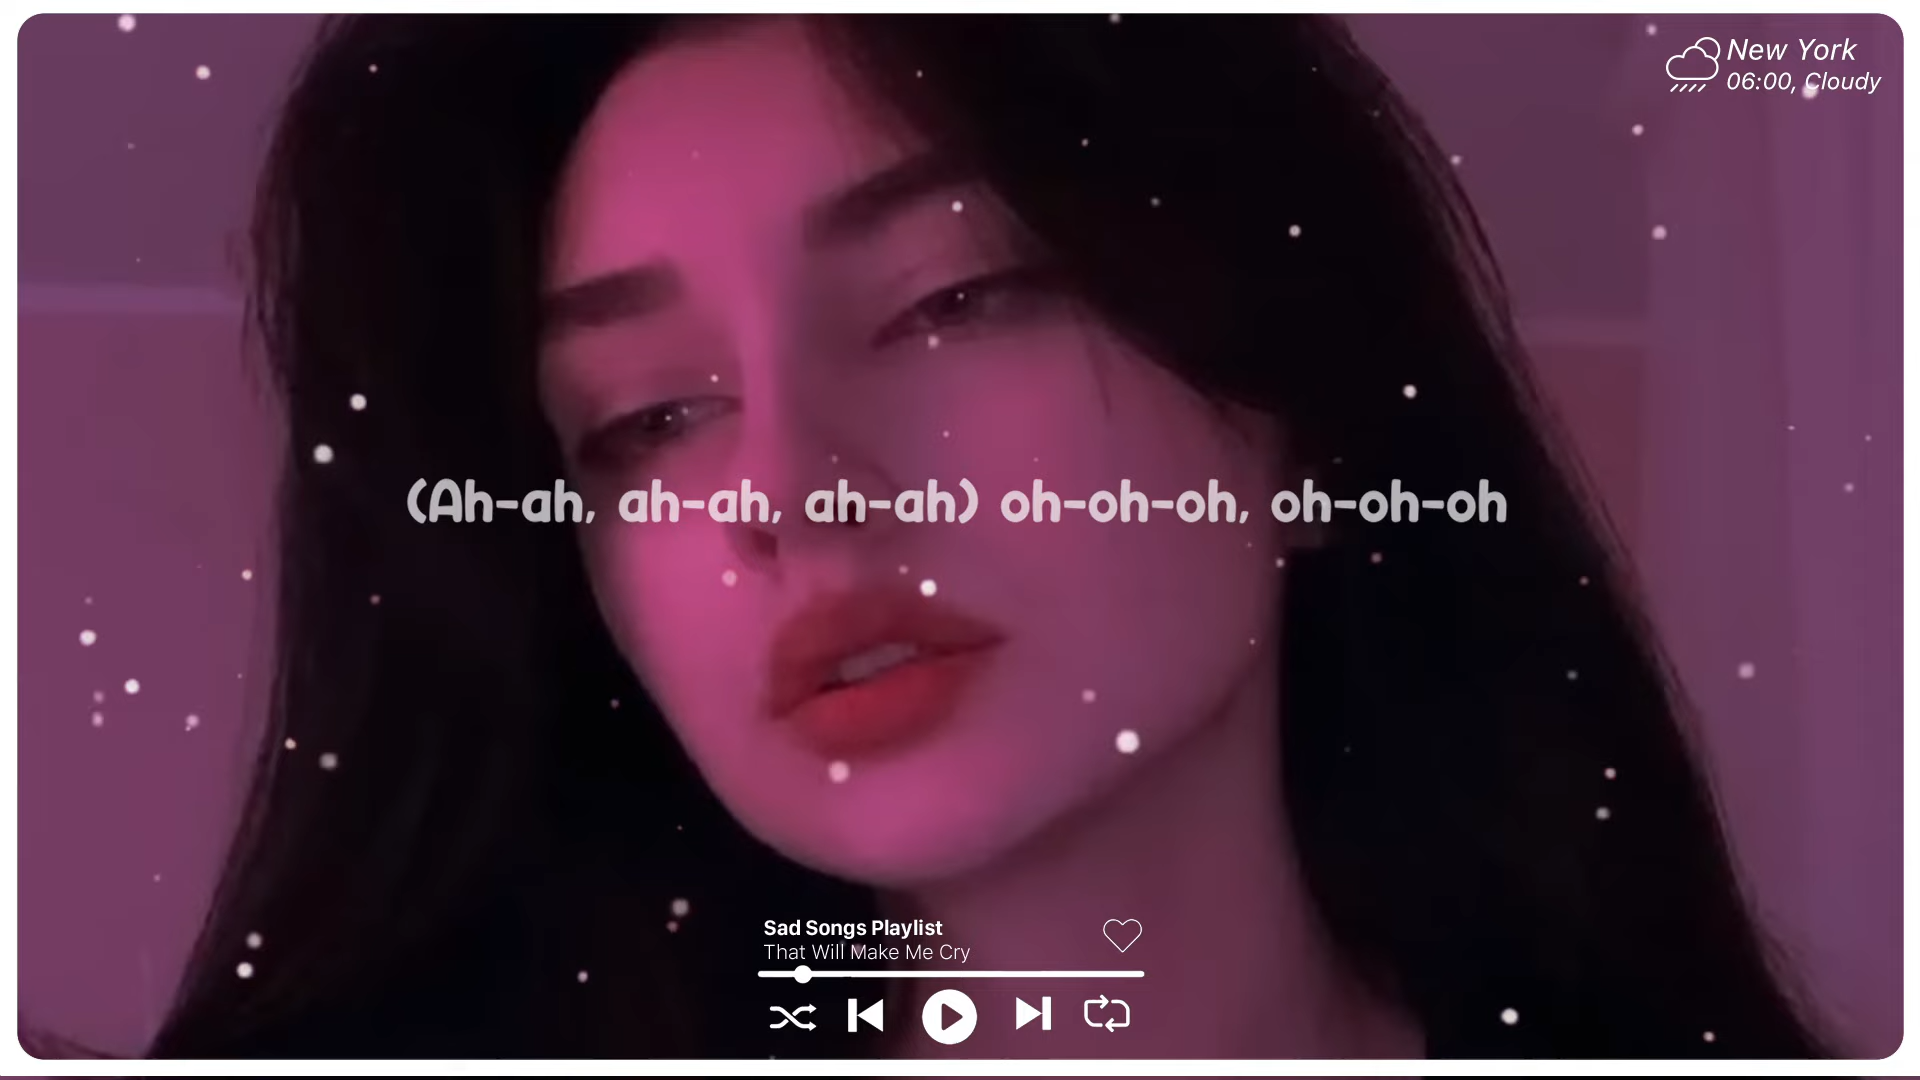 New York
06:00, Cloudy
(Ah-ah, ah-ah, ah-ah) oh-oh-oh, oh-oh-oh
Sad Songs Playlist
That Will Make Me Cry